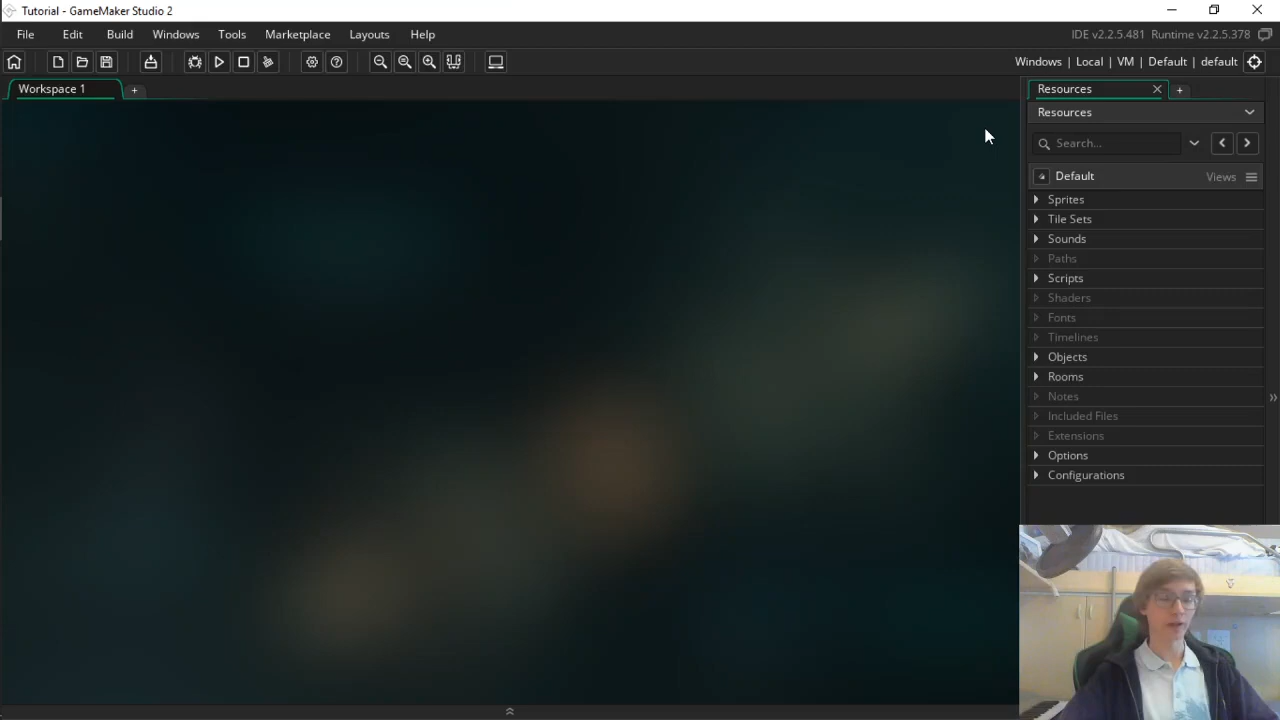 Tutorial - GameMaker Studio 2
File Edit Build Windows Tools Marketplace Layouts Help
IDE v2.2.5.481 Runtime v2.2.5.378
Windows | Local | VM | Default | default
Workspace 1
Resources
Resources
Search...
Default Views
Sprites
Tile Sets
Sounds
Paths
Scripts
Shaders
Fonts
Timelines
Objects
Rooms
Notes
Included Files
Extensions
Options
Configurations